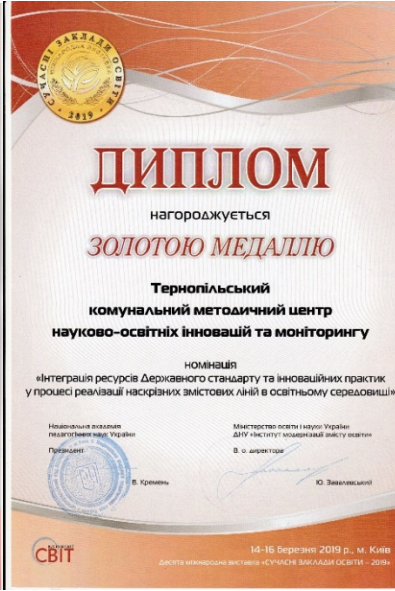 СУЧАСНІ ЗАКЛАДИ ОСВІТИ
2019
ДИПЛОМ
нагороджується
ЗОЛОТОЮ МЕДАЛЛЮ
Тернопільський
комунальний методичний центр
науково-освітніх інновацій та моніторингу
номінація
«Інтеграція ресурсів Державного стандарту та інноваційних практик
у процесі реалізації наскрізних змістових ліній в освітньому середовищі»
Національна академія
педагогічних наук України
Президент
В. Кремень
Міністерство освіти і науки України
ДНУ «Інститут модернізації змісту освіти»
В. о. директора
Ю. Завалевський
СВІТ
14-16 березня 2019 р., м. Київ
Десята міжнародна виставка «СУЧАСНІ ЗАКЛАДИ ОСВІТИ – 2019»